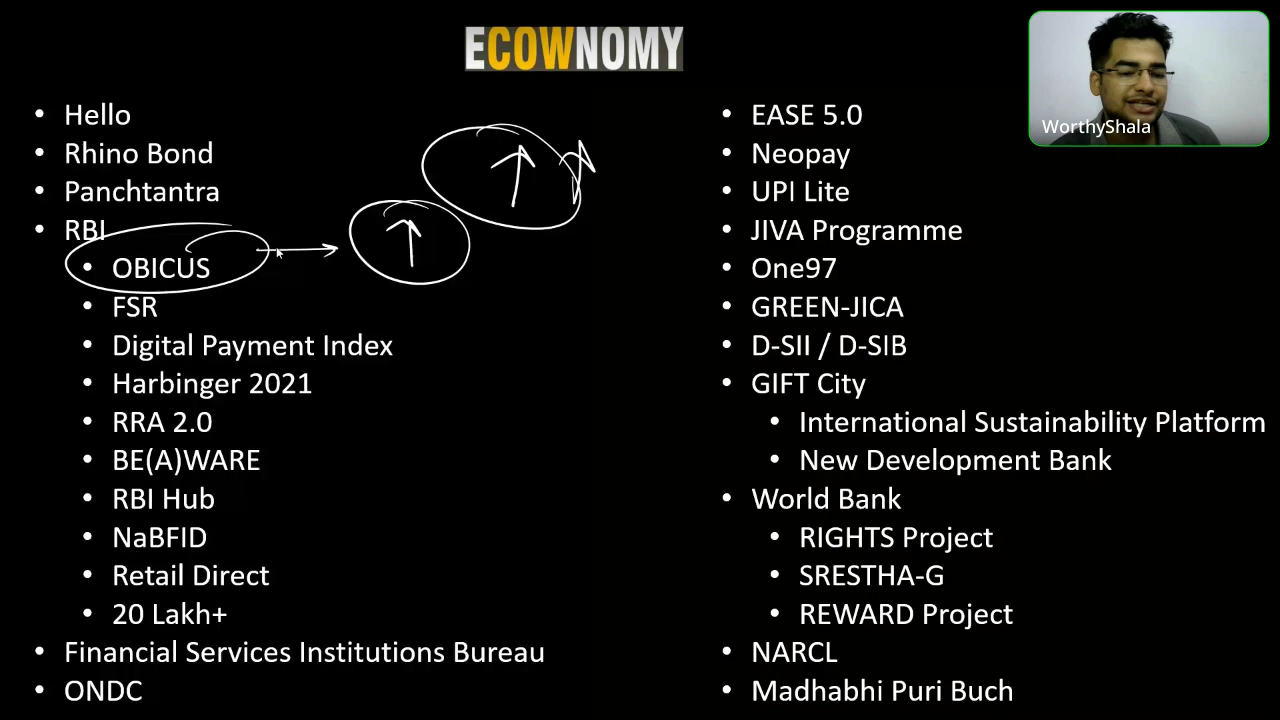 ECOWNOMY
WorthyShala
• Hello
• Rhino Bond
• Panchtantra
• RBI
• OBICUS
• FSR
• Digital Payment Index
• Harbinger 2021
• RRA 2.0
• BE(A)WARE
• RBI Hub
• NaBFID
• Retail Direct
• 20 Lakh+
• Financial Services Institutions Bureau
• ONDC
• EASE 5.0
• Neopay
• UPI Lite
• JIVA Programme
• One97
• GREEN-JICA
• D-SII / D-SIB
• GIFT City
• International Sustainability Platform
• New Development Bank
• World Bank
• RIGHTS Project
• SRESTHA-G
• REWARD Project
• NARCL
• Madhabhi Puri Buch